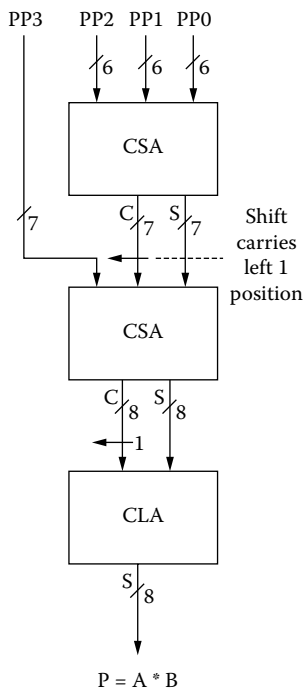 PP3 PP2 PP1 PP0
6 6 6
CSA
C S
7 7 7
Shift
carries
left 1
position
CSA
C S
8 8
1
CLA
S
8
P = A * B